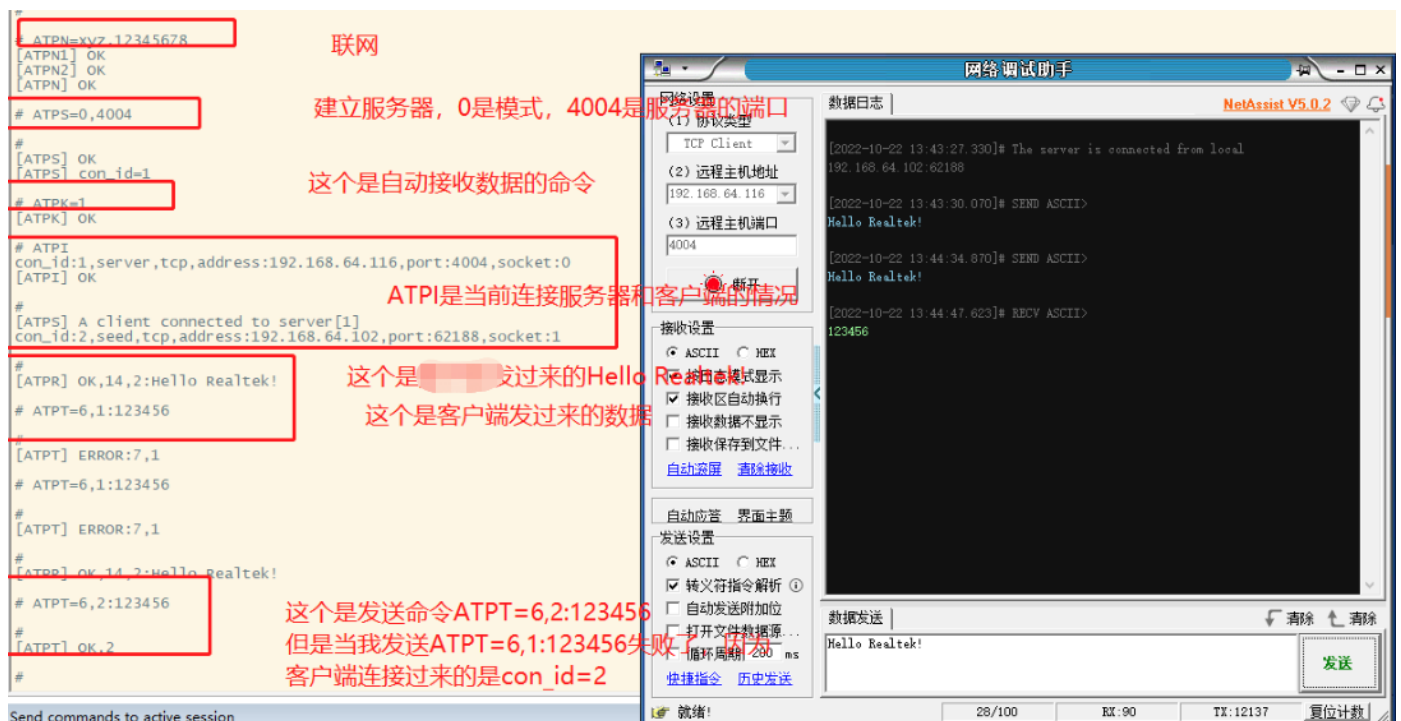 #
# ATPN=xyz,12345678
[ATPN1] OK
[ATPN2] OK
[ATPN] OK
联网
# ATPS=0,4004
建立服务器，0是模式，4004是服务器的端口
#
[ATPS] OK
[ATPS] con_id=1
这个是自动接收数据的命令
# ATPK=1
[ATPK] OK
# ATPI
con_id:1,server,tcp,address:192.168.64.116,port:4004,socket:0
[ATPI] OK
ATPI是当前连接服务器和客户端的情况
#
[ATPS] A client connected to server[1]
con_id:2,seed,tcp,address:192.168.64.102,port:62188,socket:1
#
[ATPR] OK,14,2:Hello Realtek!
这个是 发过来的Hello Realtek!
# ATPT=6,1:123456
这个是客户端发过来的数据
#
[ATPT] ERROR:7,1
# ATPT=6,1:123456
#
[ATPT] ERROR:7,1
#
[ATPR] OK,14,2:Hello Realtek!
# ATPT=6,2:123456
#
[ATPT] OK,2
#
这个是发送命令ATPT=6,2:123456
但是当我发送ATPT=6,1:123456失败了，因为
客户端连接过来的是con_id=2
Send commands to active session
网络调试助手
网络设置
(1) 协议类型
TCP Client
(2) 远程主机地址
192.168.64.116
(3) 远程主机端口
4004
断开
接收设置
ASCII HEX
按日志模式显示
接收区自动换行
接收数据不显示
接收保存到文件...
自动滚屏 清除接收
自动应答 界面主题
发送设置
ASCII HEX
转义符指令解析
自动发送附加位
打开文件数据源...
循环周期 200 ms
快捷指令 历史发送
数据日志
NetAssist V5.0.2
[2022-10-22 13:43:27.330]# The server is connected from local
192.168.64.102:62188
[2022-10-22 13:43:30.070]# SEND ASCII>
Hello Realtek!
[2022-10-22 13:44:34.870]# SEND ASCII>
Hello Realtek!
[2022-10-22 13:44:47.623]# RECV ASCII>
123456
数据发送
清除 清除
Hello Realtek!
发送
就绪!
28/100
RX:90
TX:12137
复位计数